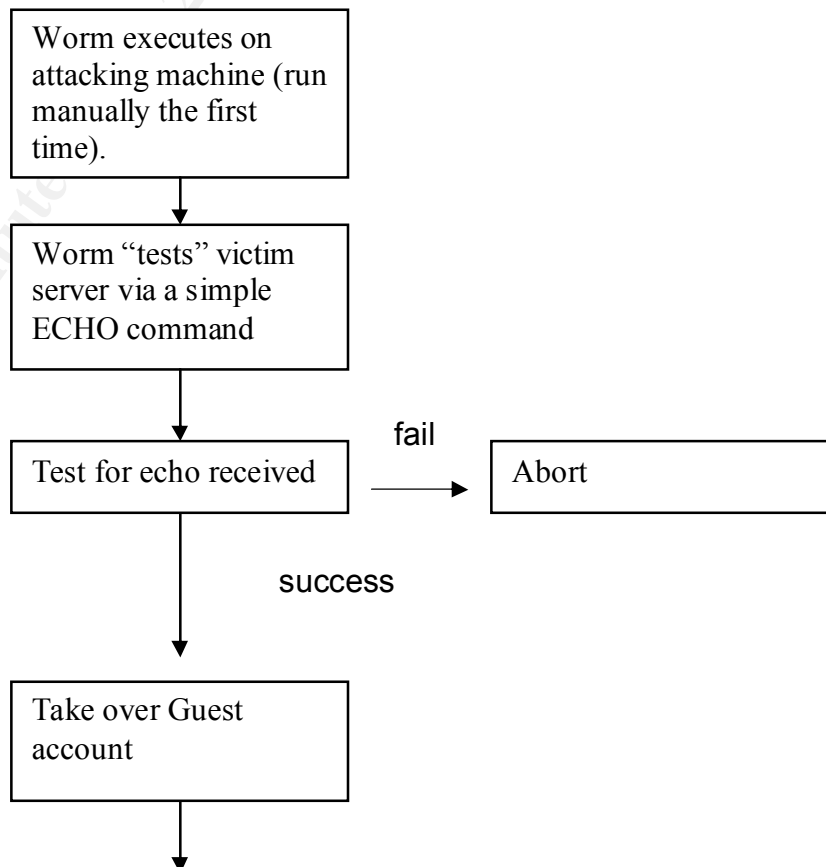 Worm executes on
attacking machine (run
manually the first
time).
Worm “tests” victim
server via a simple
ECHO command
fail
Test for echo received
Abort
success
Take over Guest
account